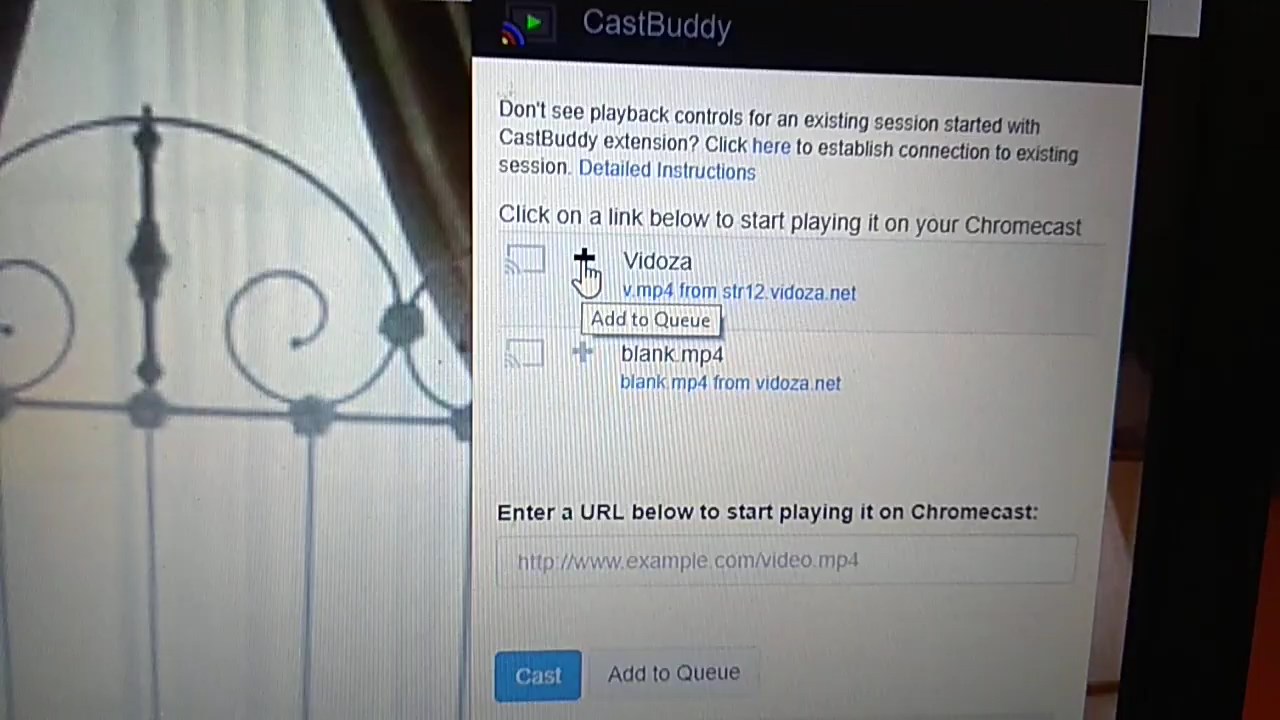 CastBuddy
Don't see playback controls for an existing session started with
CastBuddy extension? Click here to establish connection to existing
session. Detailed Instructions
Click on a link below to start playing it on your Chromecast
Vidoza
v.mp4 from str12.vidoza.net
Add to Queue
blank.mp4
blank.mp4 from vidoza.net
Enter a URL below to start playing it on Chromecast:
http://www.example.com/video.mp4
Cast
Add to Queue